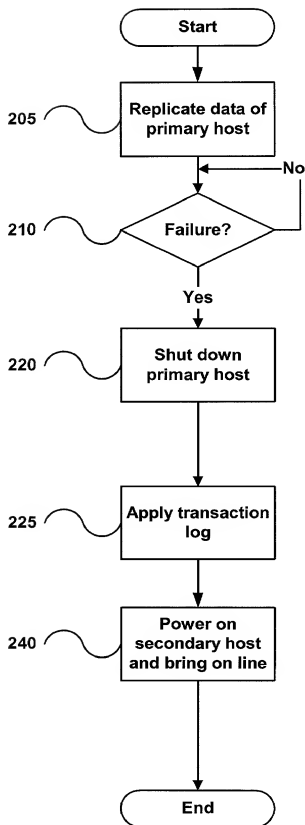 Start
205
Replicate data of
primary host
No
210
Failure?
Yes
220
Shut down
primary host
225
Apply transaction
log
240
Power on
secondary host
and bring on line
End